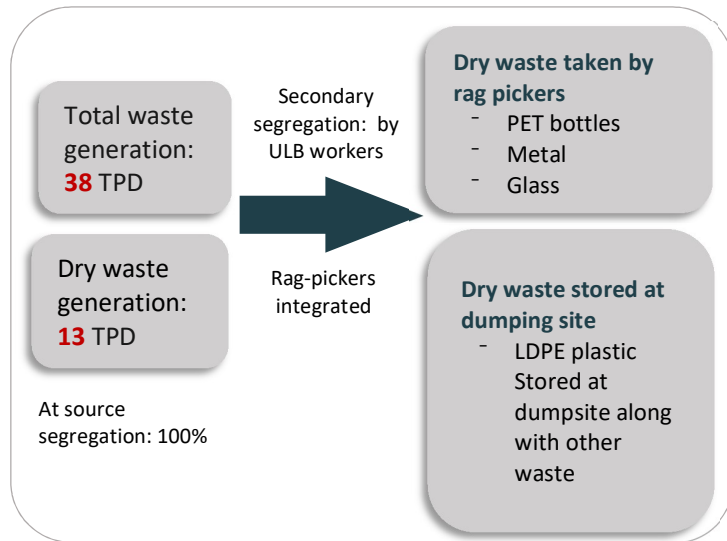 Total waste
generation:
38 TPD
Dry waste
generation:
13 TPD
At source
segregation: 100%
Secondary
segregation:  by
ULB workers
Rag-pickers
integrated
Dry waste taken by
rag pickers
- PET bottles
- Metal
- Glass
Dry waste stored at
dumping site
- LDPE plastic
Stored at
dumpsite along
with other
waste